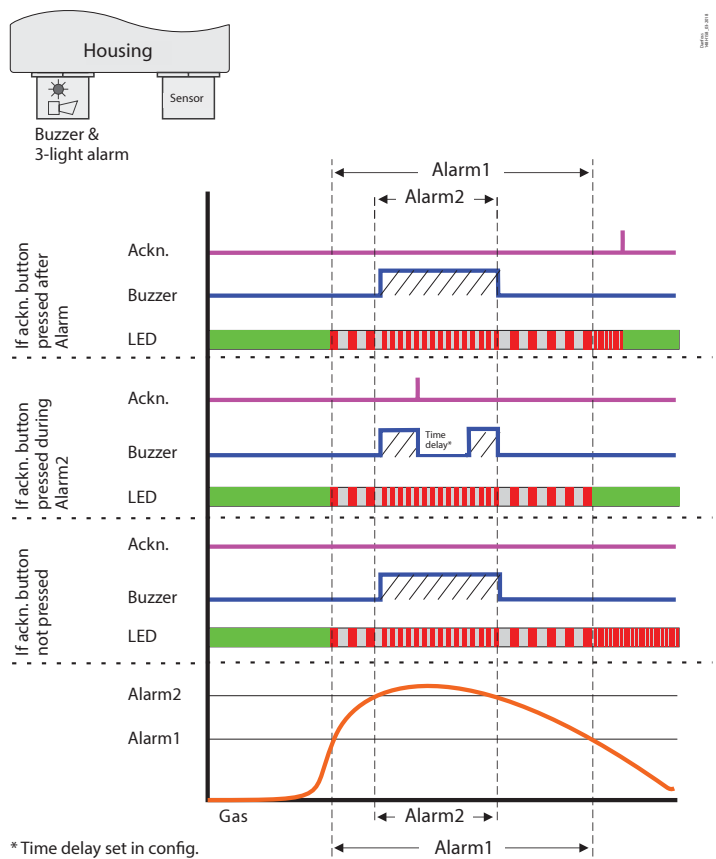 Housing
Sensor
Buzzer &
3-light alarm
Alarm1
Alarm2
If ackn. button
pressed after
Alarm
Ackn.
Buzzer
LED
If ackn. button
pressed during
Alarm2
Ackn.
Time
delay*
Buzzer
LED
If ackn. button
not pressed
Ackn.
Buzzer
LED
Alarm2
Alarm1
Gas
Alarm2
* Time delay set in config.
Alarm1